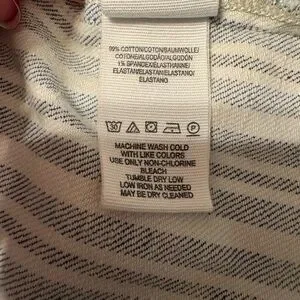 99% COTTON/COTON/BAUMWOLLE/
COTONE/ALGODÃO/ALGODÓN/
1% SPANDEX/ELASTHANNE/
ELASTAN/ELASTAN/ELASTANO/
ELASTANO
MACHINE WASH COLD
WITH LIKE COLORS
USE ONLY NON-CHLORINE
BLEACH
TUMBLE DRY LOW
LOW IRON AS NEEDED
MAY BE DRY CLEANED